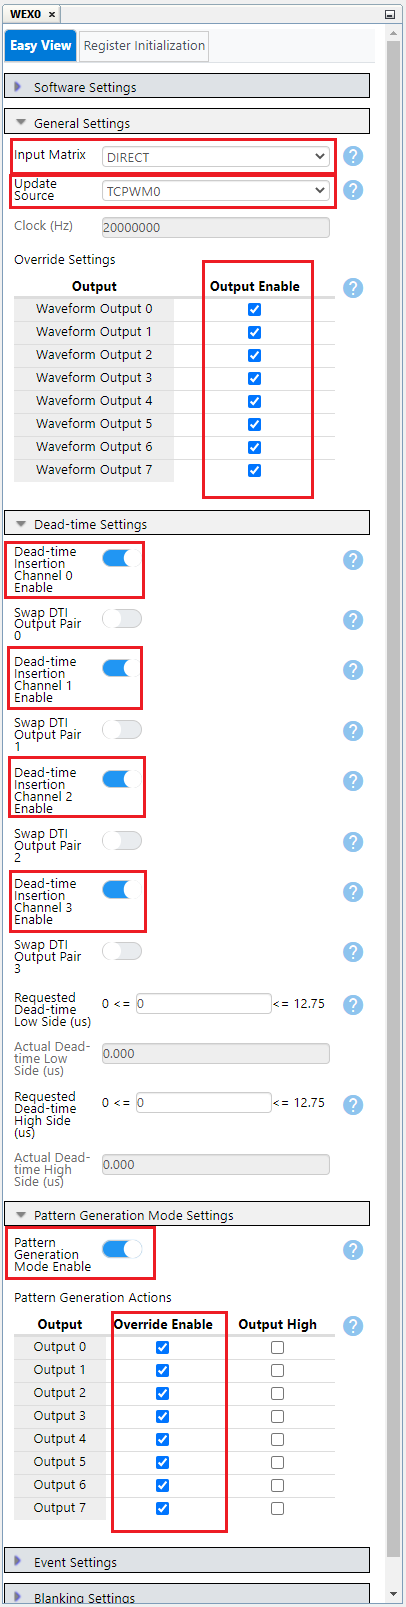 WEX0
Easy View
Register Initialization
Software Settings
General Settings
Input Matrix
DIRECT
?
Update
Source
TCPWM0
?
Clock (Hz)
20000000
Override Settings
Output Output Enable ?
Waveform Output 0
Waveform Output 1
Waveform Output 2
Waveform Output 3
Waveform Output 4
Waveform Output 5
Waveform Output 6
Waveform Output 7
Dead-time Settings
Dead-time
Insertion
Channel 0
Enable
?
Swap DTI
Output Pair
0
?
Dead-time
Insertion
Channel 1
Enable
?
Swap DTI
Output Pair
1
?
Dead-time
Insertion
Channel 2
Enable
?
Swap DTI
Output Pair
2
?
Dead-time
Insertion
Channel 3
Enable
?
Swap DTI
Output Pair
3
?
Requested
Dead-time
Low Side (us)
0 <= 0 <= 12.75
?
Actual Dead-
time Low
Side (us)
0.000
Requested
Dead-time
High Side
(us)
0 <= 0 <= 12.75
?
Actual Dead-
time High
Side (us)
0.000
Pattern Generation Mode Settings
Pattern
Generation
Mode Enable
?
Pattern Generation Actions
Output Override Enable Output High ?
Output 0
Output 1
Output 2
Output 3
Output 4
Output 5
Output 6
Output 7
Event Settings
Blanking Settings